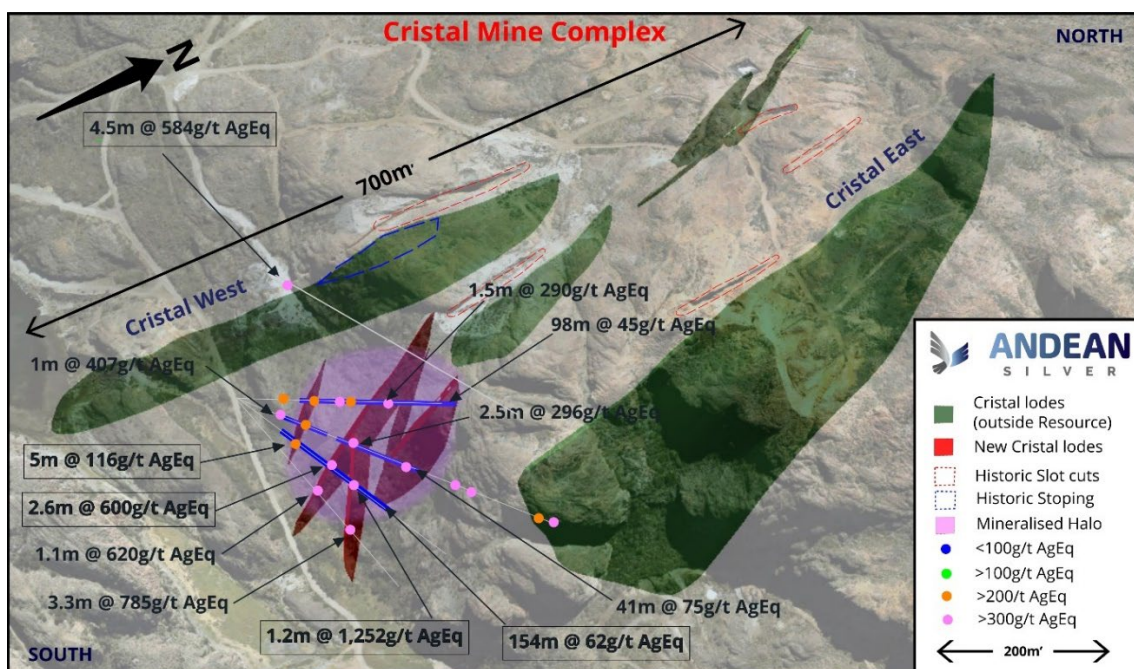 Cristal Mine Complex
NORTH
N
4.5m @ 584g/t AgEq
700m'
Cristal East
Cristal West
1.5m @ 290g/t AgEq
98m @ 45g/t AgEq
1m @ 407g/t AgEq
2.5m @ 296g/t AgEq
5m @ 116g/t AgEq
2.6m @ 600g/t AgEq
1.1m @ 620g/t AgEq
3.3m @ 785g/t AgEq
41m @ 75g/t AgEq
1.2m @ 1,252g/t AgEq
154m @ 62g/t AgEq
SOUTH
ANDEAN
SILVER
Cristal lodes
(outside Resource)
New Cristal lodes
Historic Slot cuts
Historic Stoping
Mineralised Halo
<100g/t AgEq
>100g/t AgEq
>200/t AgEq
>300g/t AgEq
200m'